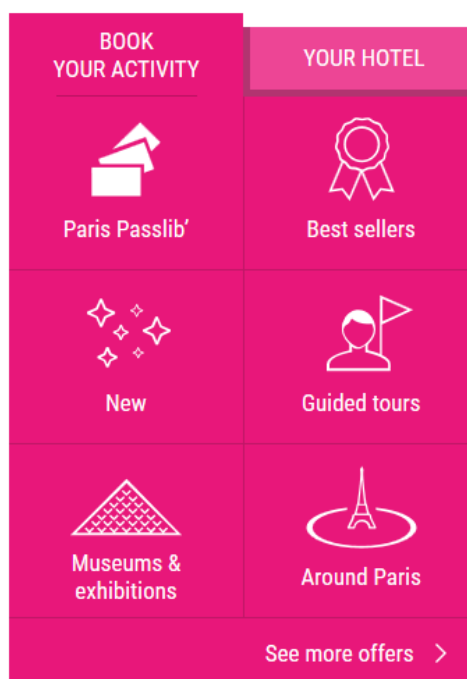 BOOK
YOUR ACTIVITY
YOUR HOTEL
Paris Passlib’
Best sellers
New
Guided tours
Museums &
exhibitions
Around Paris
See more offers